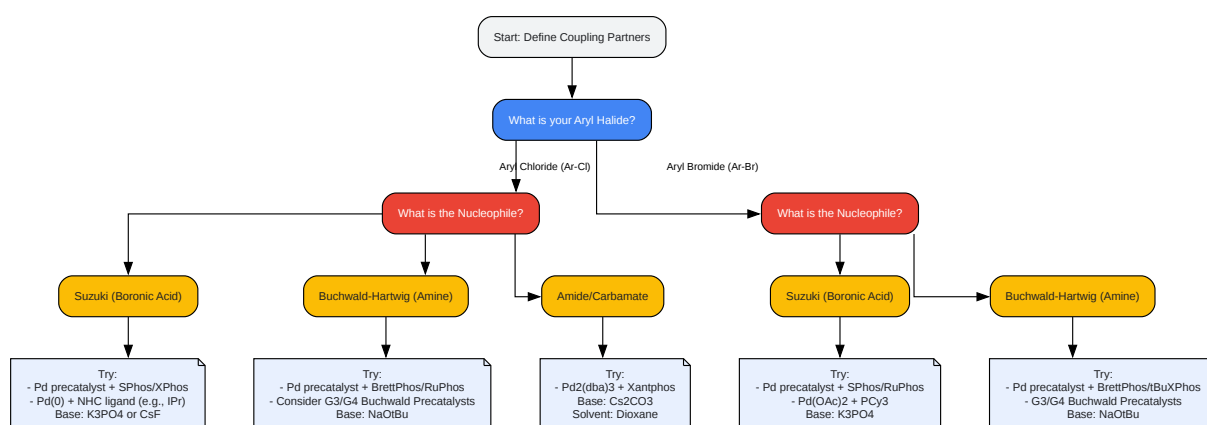 Start: Define Coupling Partners
What is your Aryl Halide?
Aryl Chloride (Ar-Cl)
Aryl Bromide (Ar-Br)
What is the Nucleophile?
What is the Nucleophile?
Suzuki (Boronic Acid)
Buchwald-Hartwig (Amine)
Amide/Carbamate
Suzuki (Boronic Acid)
Buchwald-Hartwig (Amine)
Try:
- Pd precatalyst + SPhos/XPhos
- Pd(0) + NHC ligand (e.g., IPr)
Base: K3PO4 or CsF
Try:
- Pd precatalyst + BrettPhos/RuPhos
- Consider G3/G4 Buchwald Precatalysts
Base: NaOtBu
Try:
- Pd2(dba)3 + Xantphos
Base: Cs2CO3
Solvent: Dioxane
Try:
- Pd precatalyst + SPhos/RuPhos
- Pd(OAc)2 + PCy3
Base: K3PO4
Try:
- Pd precatalyst + BrettPhos/tBuXPhos
- G3/G4 Buchwald Precatalysts
Base: NaOtBu